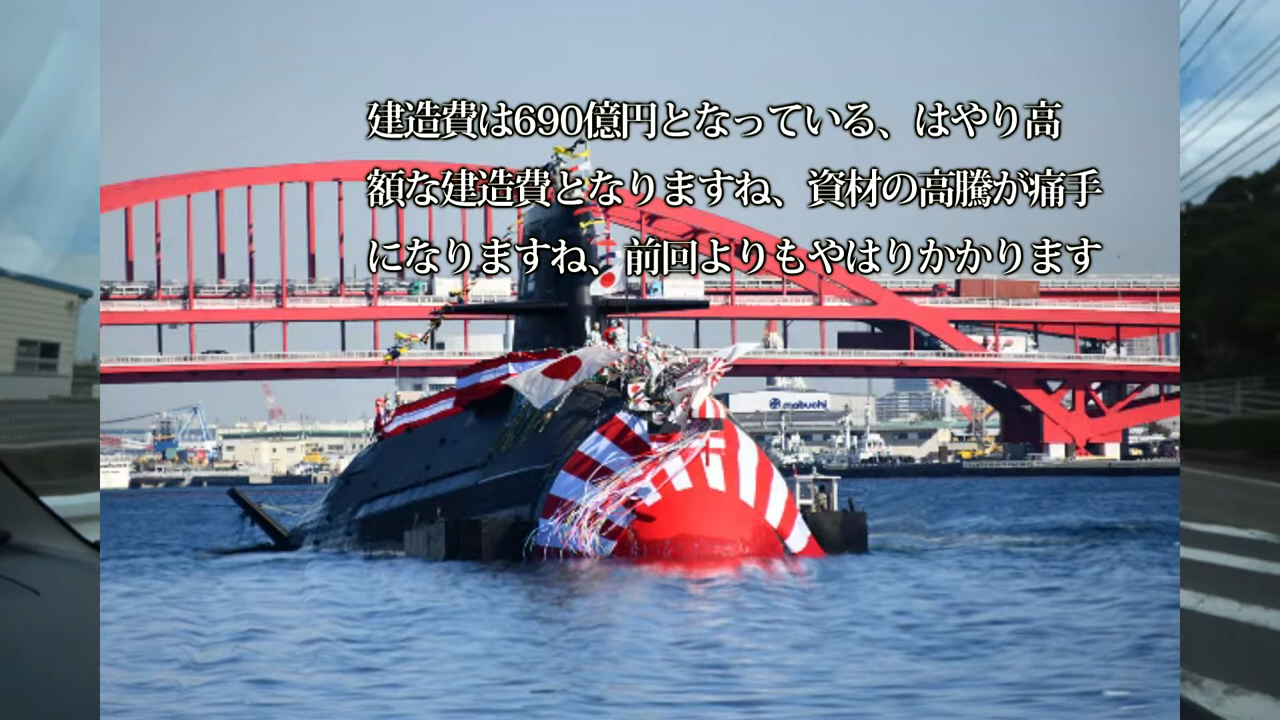 建造費は690億円となっている、はやり高
額な建造費となりますね、資材の高騰が痛手
になりますね、前回よりもやはりかかります
mabuchi